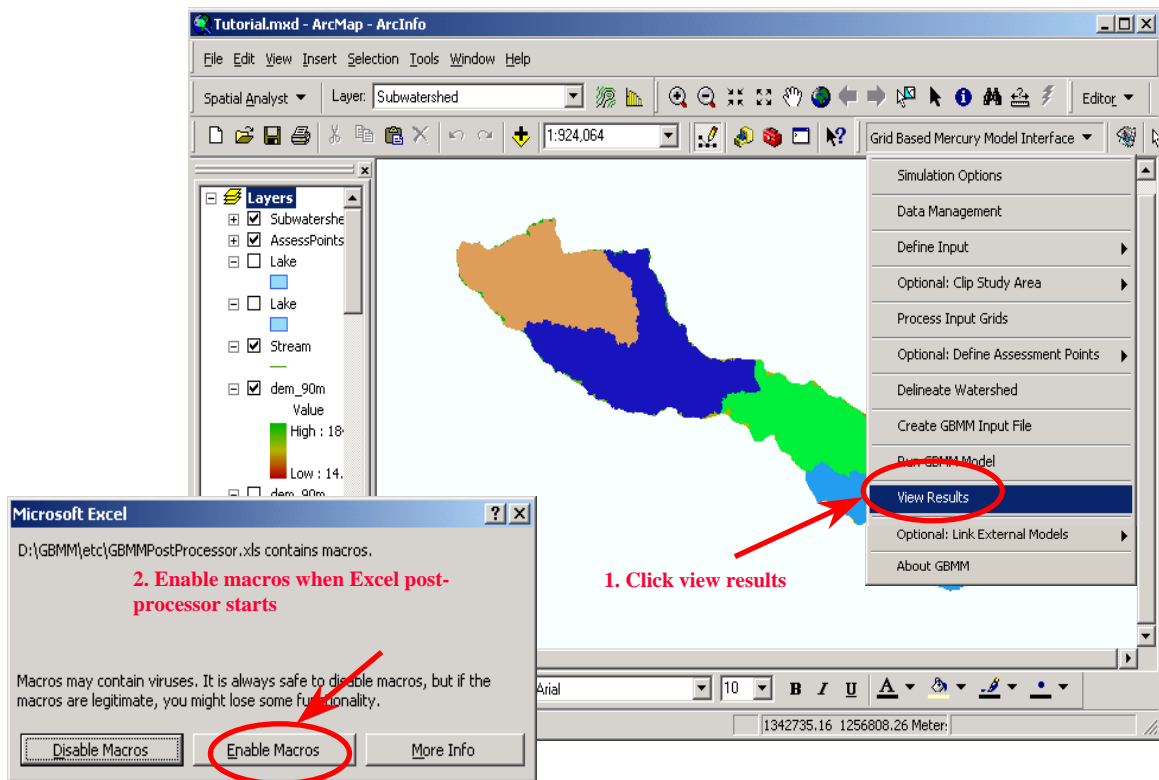 Tutorial.mxd - ArcMap - ArcInfo
File Edit View Insert Selection Tools Window Help
Spatial Analyst Layer: Subwatershed Editor
1:924,064 Grid Based Mercury Model Interface
Layers
Subwatershe
AssessPoints
Lake
Lake
Stream
dem_90m
Value
High : 18
Low : 14.
dem_90m
Simulation Options
Data Management
Define Input
Optional: Clip Study Area
Process Input Grids
Optional: Define Assessment Points
Delineate Watershed
Create GBMM Input File
Run GBMM Model
View Results
Optional: Link External Models
About GBMM
1. Click view results
Microsoft Excel
D:\GBMM\etc\GBMMPostProcessor.xls contains macros.
2. Enable macros when Excel post-
processor starts
Macros may contain viruses. It is always safe to disable macros, but if the
macros are legitimate, you might lose some functionality.
Disable Macros Enable Macros More Info
Arial 10 B I U A
1342735.16 1256808.26 Meter